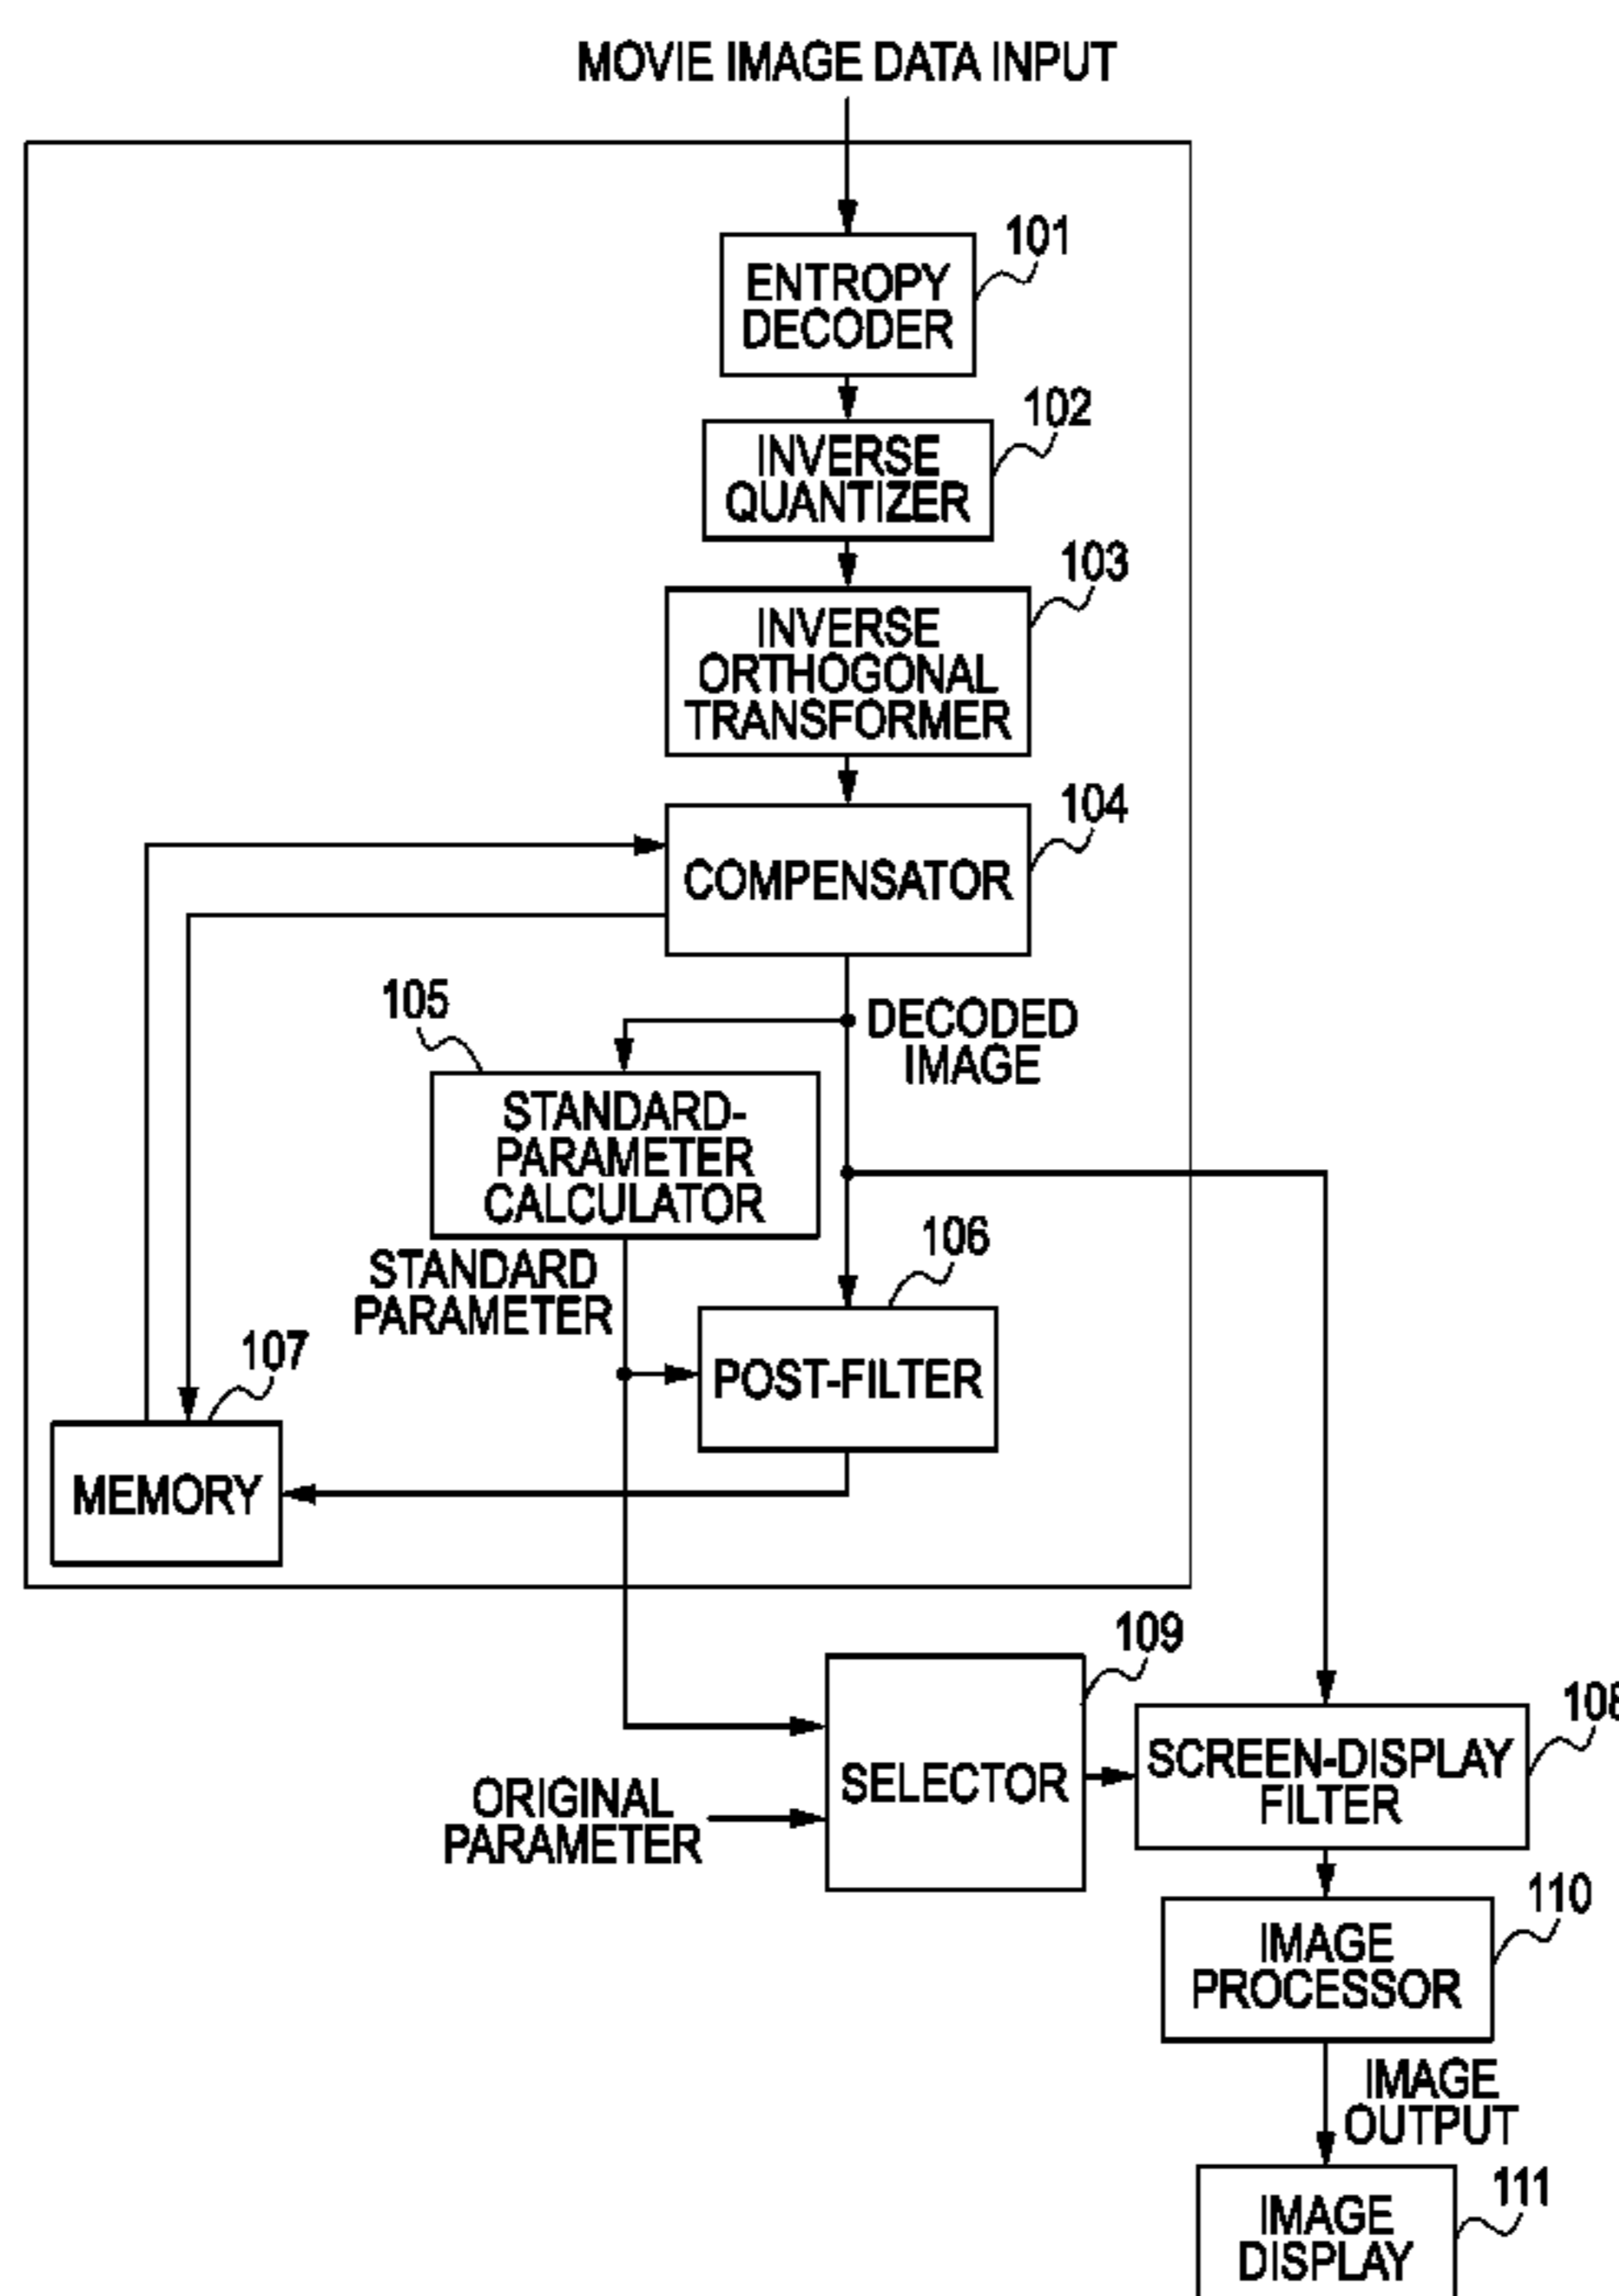 MOVIE IMAGE DATA INPUT
101
ENTROPY
DECODER
102
INVERSE
QUANTIZER
103
INVERSE
ORTHOGONAL
TRANSFORMER
104
COMPENSATOR
105
DECODED
IMAGE
STANDARD-
PARAMETER
CALCULATOR
106
STANDARD
PARAMETER
107
POST-FILTER
MEMORY
109
108
SELECTOR
SCREEN-DISPLAY
FILTER
ORIGINAL
PARAMETER
110
IMAGE
PROCESSOR
IMAGE
OUTPUT
111
IMAGE
DISPLAY